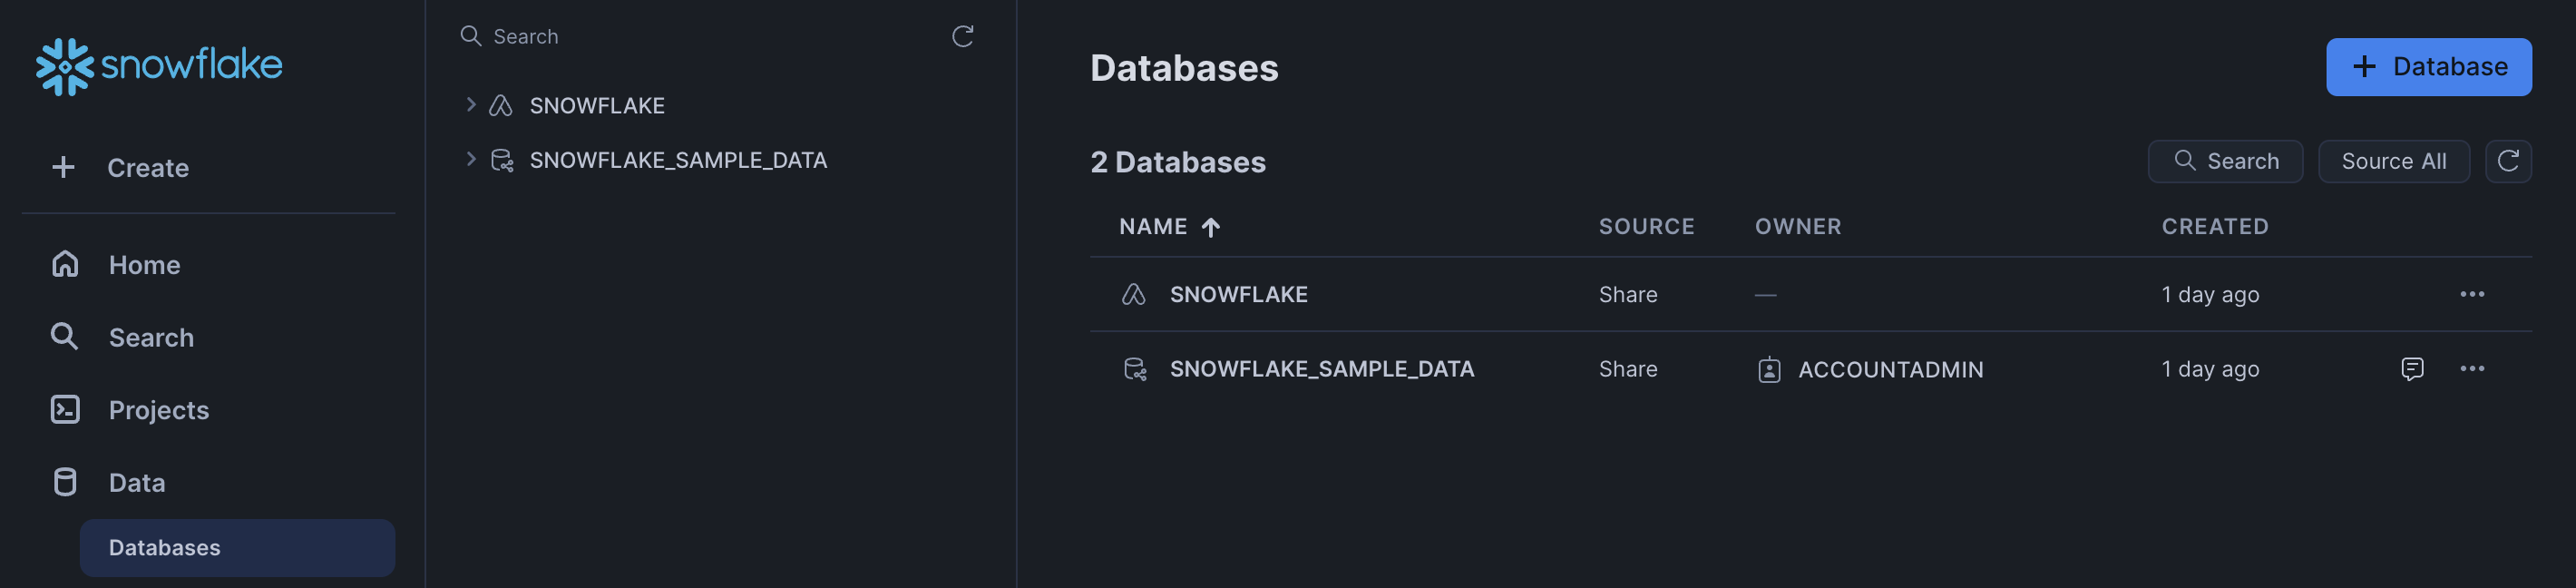 snowflake
Create
Home
Search
Projects
Data
Databases
Search
SNOWFLAKE
SNOWFLAKE_SAMPLE_DATA
Databases
+ Database
2 Databases
Search
Source All
NAME SOURCE OWNER CREATED
SNOWFLAKE Share — 1 day ago
SNOWFLAKE_SAMPLE_DATA Share ACCOUNTADMIN 1 day ago